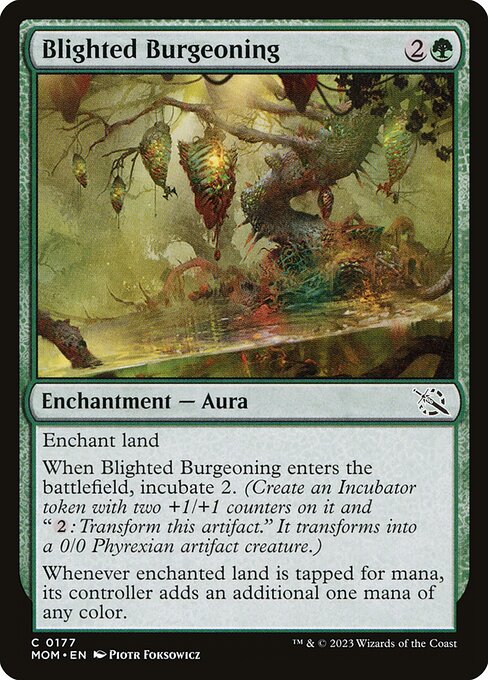 Blighted Burgeoning 2
Enchantment — Aura
Enchant land
When Blighted Burgeoning enters the
battlefield, incubate 2. (Create an Incubator
token with two +1/+1 counters on it and
“2: Transform this artifact.” It transforms into
a 0/0 Phyrexian artifact creature.)
Whenever enchanted land is tapped for mana,
its controller adds an additional one mana of
any color.
C 0177
MOM • EN Piotr Foksowicz
™ & © 2023 Wizards of the Coast